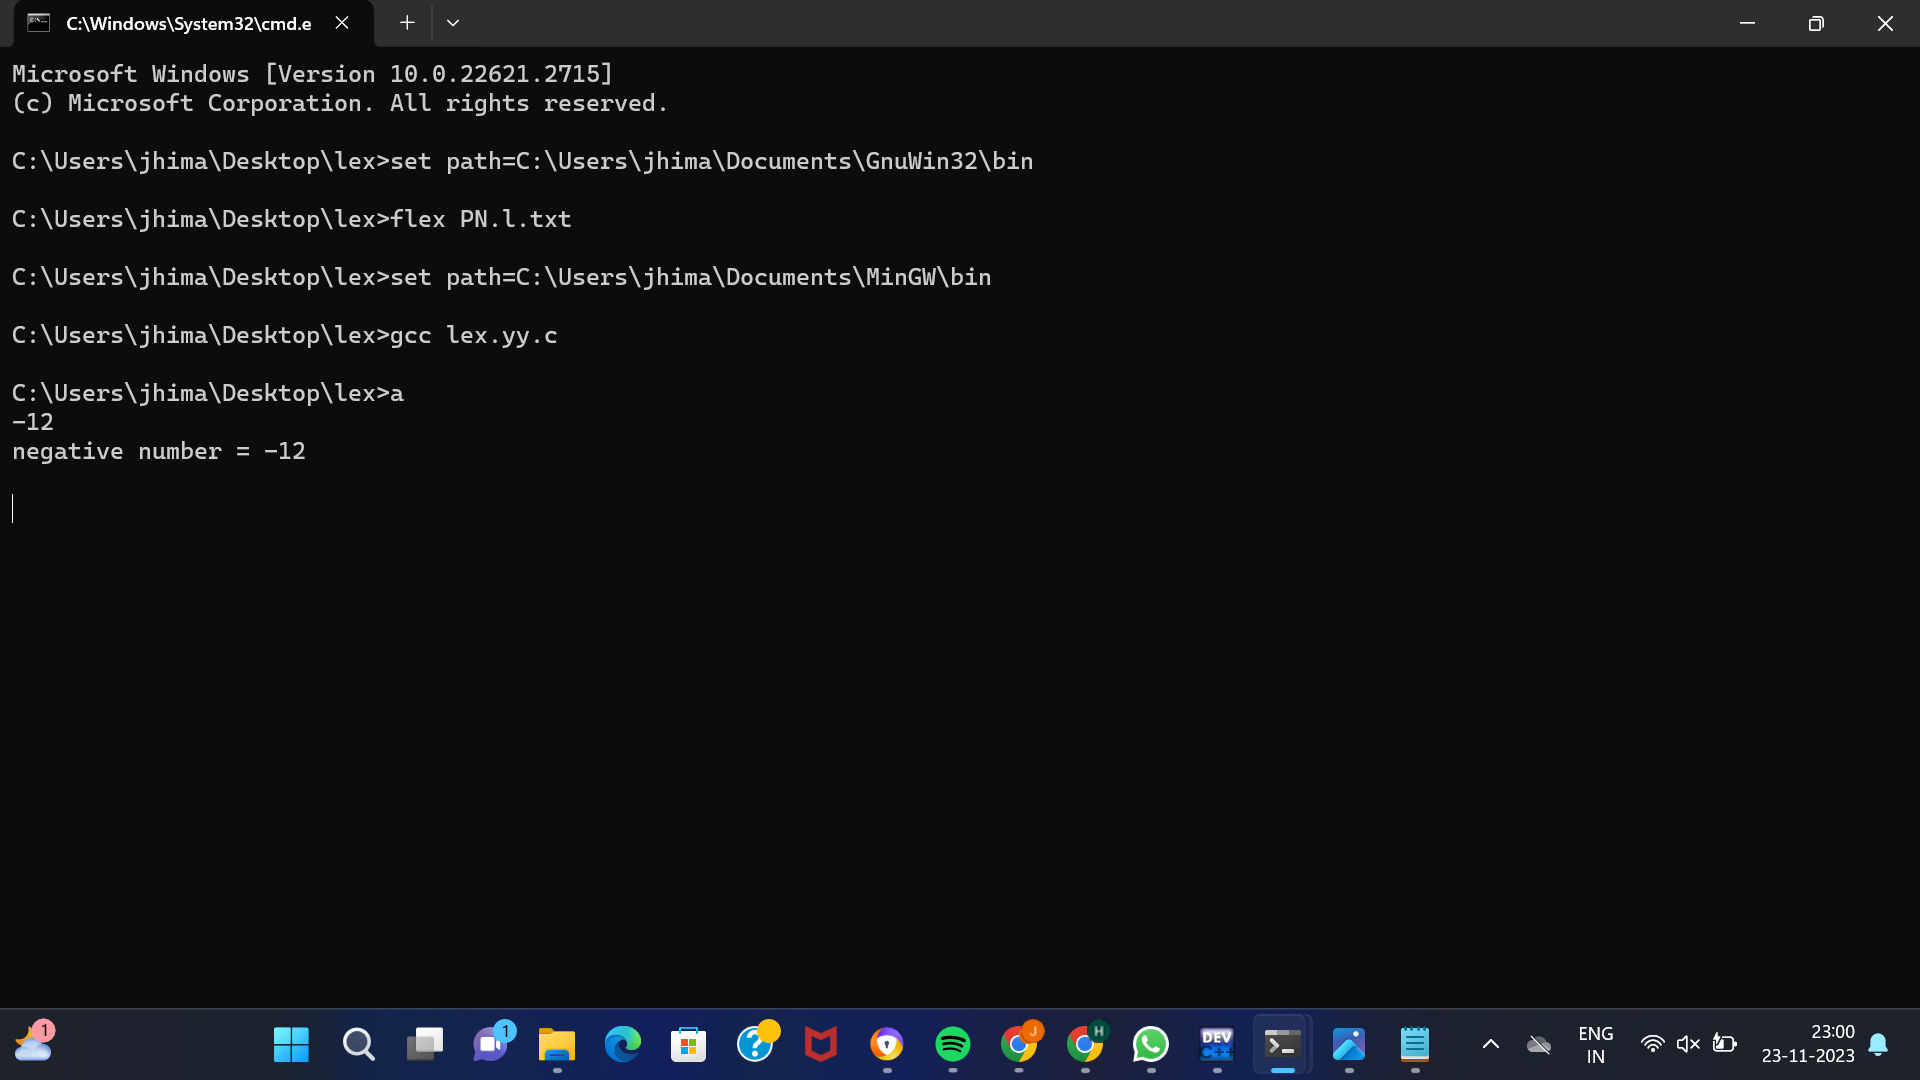 C:\Windows\System32\cmd.e
Microsoft Windows [Version 10.0.22621.2715]
(c) Microsoft Corporation. All rights reserved.
C:\Users\jhima\Desktop\lex>set path=C:\Users\jhima\Documents\GnuWin32\bin
C:\Users\jhima\Desktop\lex>flex PN.l.txt
C:\Users\jhima\Desktop\lex>set path=C:\Users\jhima\Documents\MinGW\bin
C:\Users\jhima\Desktop\lex>gcc lex.yy.c
C:\Users\jhima\Desktop\lex>a
-12
negative number = -12
1
1
J
H
DEV
C++
ENG
IN
23:00
23-11-2023